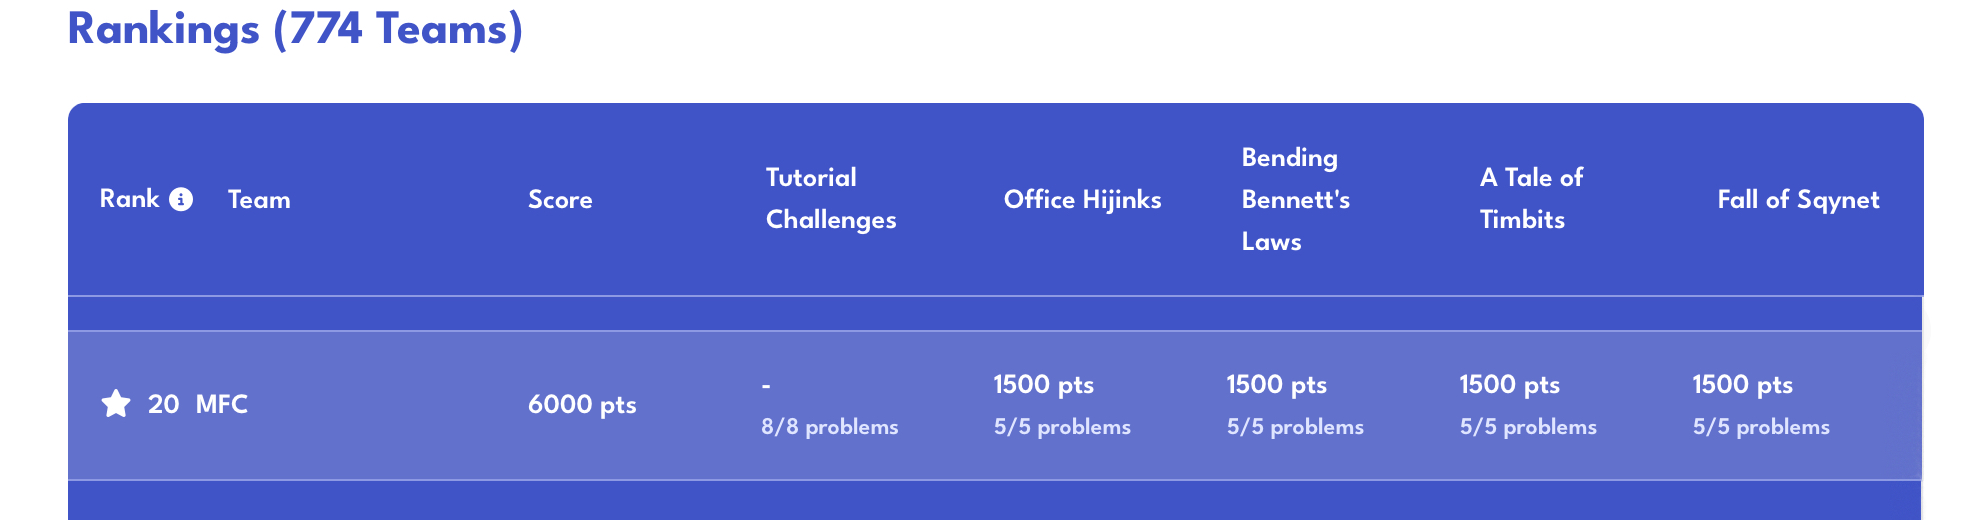 Rankings (774 Teams)
Rank Team Score Tutorial Challenges Office Hijinks Bending Bennett's Laws A Tale of Timbits Fall of Sqynet
20 MFC 6000 pts - 1500 pts 1500 pts 1500 pts 1500 pts
8/8 problems 5/5 problems 5/5 problems 5/5 problems 5/5 problems